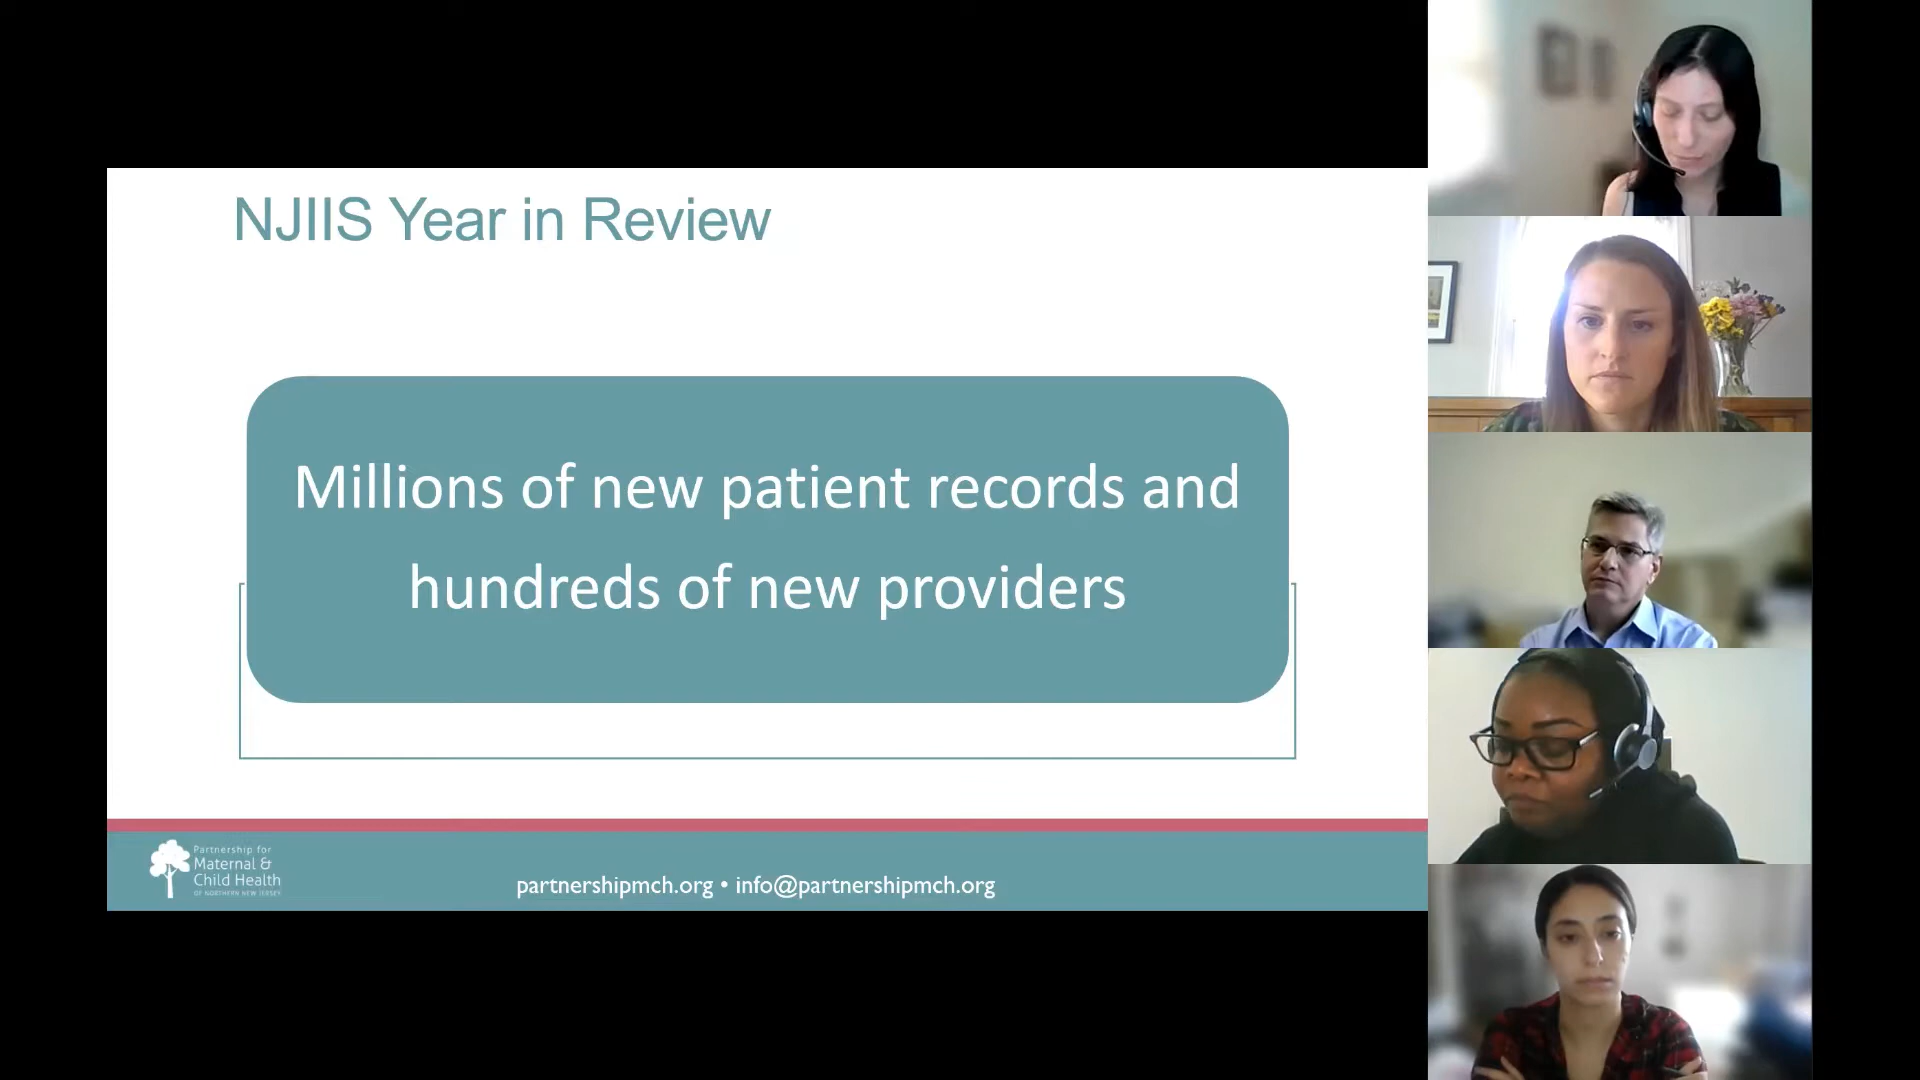 NJIIS Year in Review
Millions of new patient records and
hundreds of new providers
Partnership for
Maternal &
Child Health
OF NORTHERN NEW JERSEY
partnershipmch.org • info@partnershipmch.org